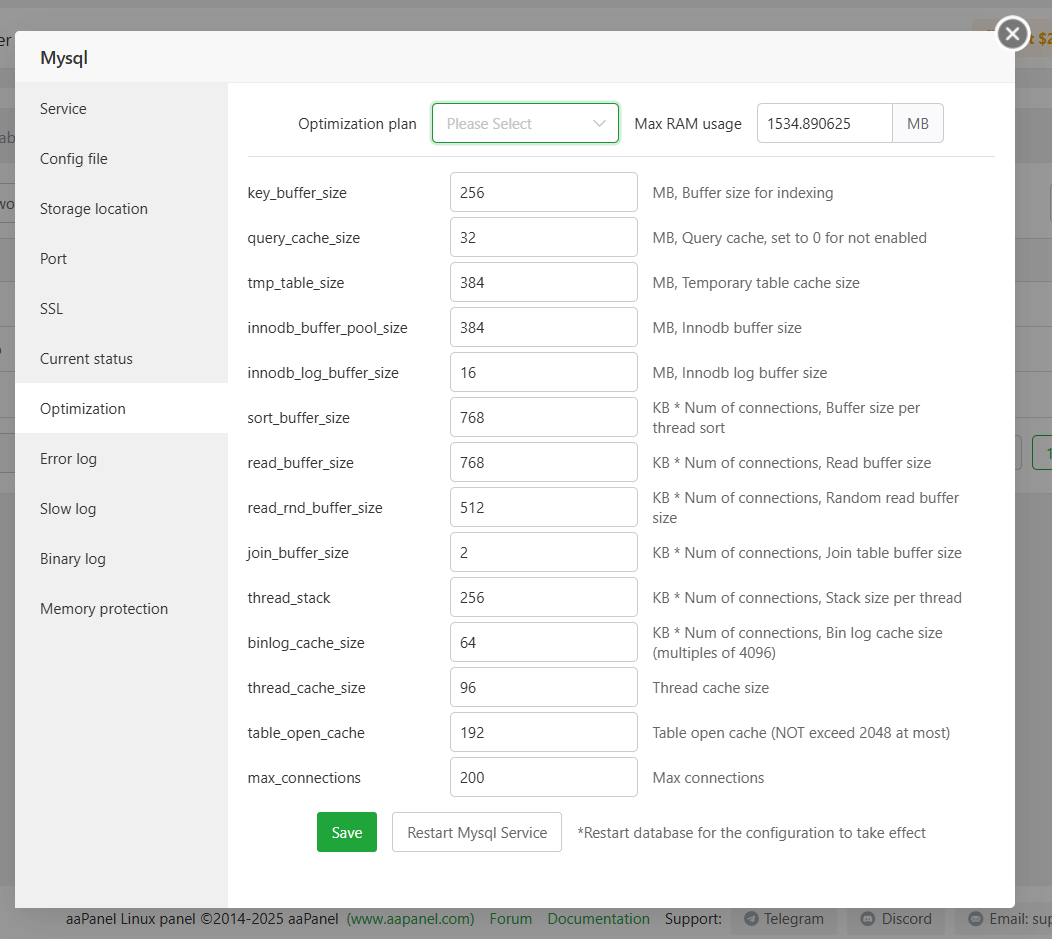 er
Mysql
Service
Optimization plan Please Select Max RAM usage 1534.890625 MB
Config file
Storage location
Port
SSL
Current status
Optimization
Error log
Slow log
Binary log
Memory protection
key_buffer_size 256 MB, Buffer size for indexing
query_cache_size 32 MB, Query cache, set to 0 for not enabled
tmp_table_size 384 MB, Temporary table cache size
innodb_buffer_pool_size 384 MB, Innodb buffer size
innodb_log_buffer_size 16 MB, Innodb log buffer size
sort_buffer_size 768 KB * Num of connections, Buffer size per
thread sort
read_buffer_size 768 KB * Num of connections, Read buffer size
read_rnd_buffer_size 512 KB * Num of connections, Random read buffer
size
join_buffer_size 2 KB * Num of connections, Join table buffer size
thread_stack 256 KB * Num of connections, Stack size per thread
binlog_cache_size 64 KB * Num of connections, Bin log cache size
(multiples of 4096)
thread_cache_size 96 Thread cache size
table_open_cache 192 Table open cache (NOT exceed 2048 at most)
max_connections 200 Max connections
Save Restart Mysql Service *Restart database for the configuration to take effect
aaPanel Linux panel ©2014-2025 aaPanel (www.aapanel.com) Forum Documentation Support: Telegram Discord Email: sup